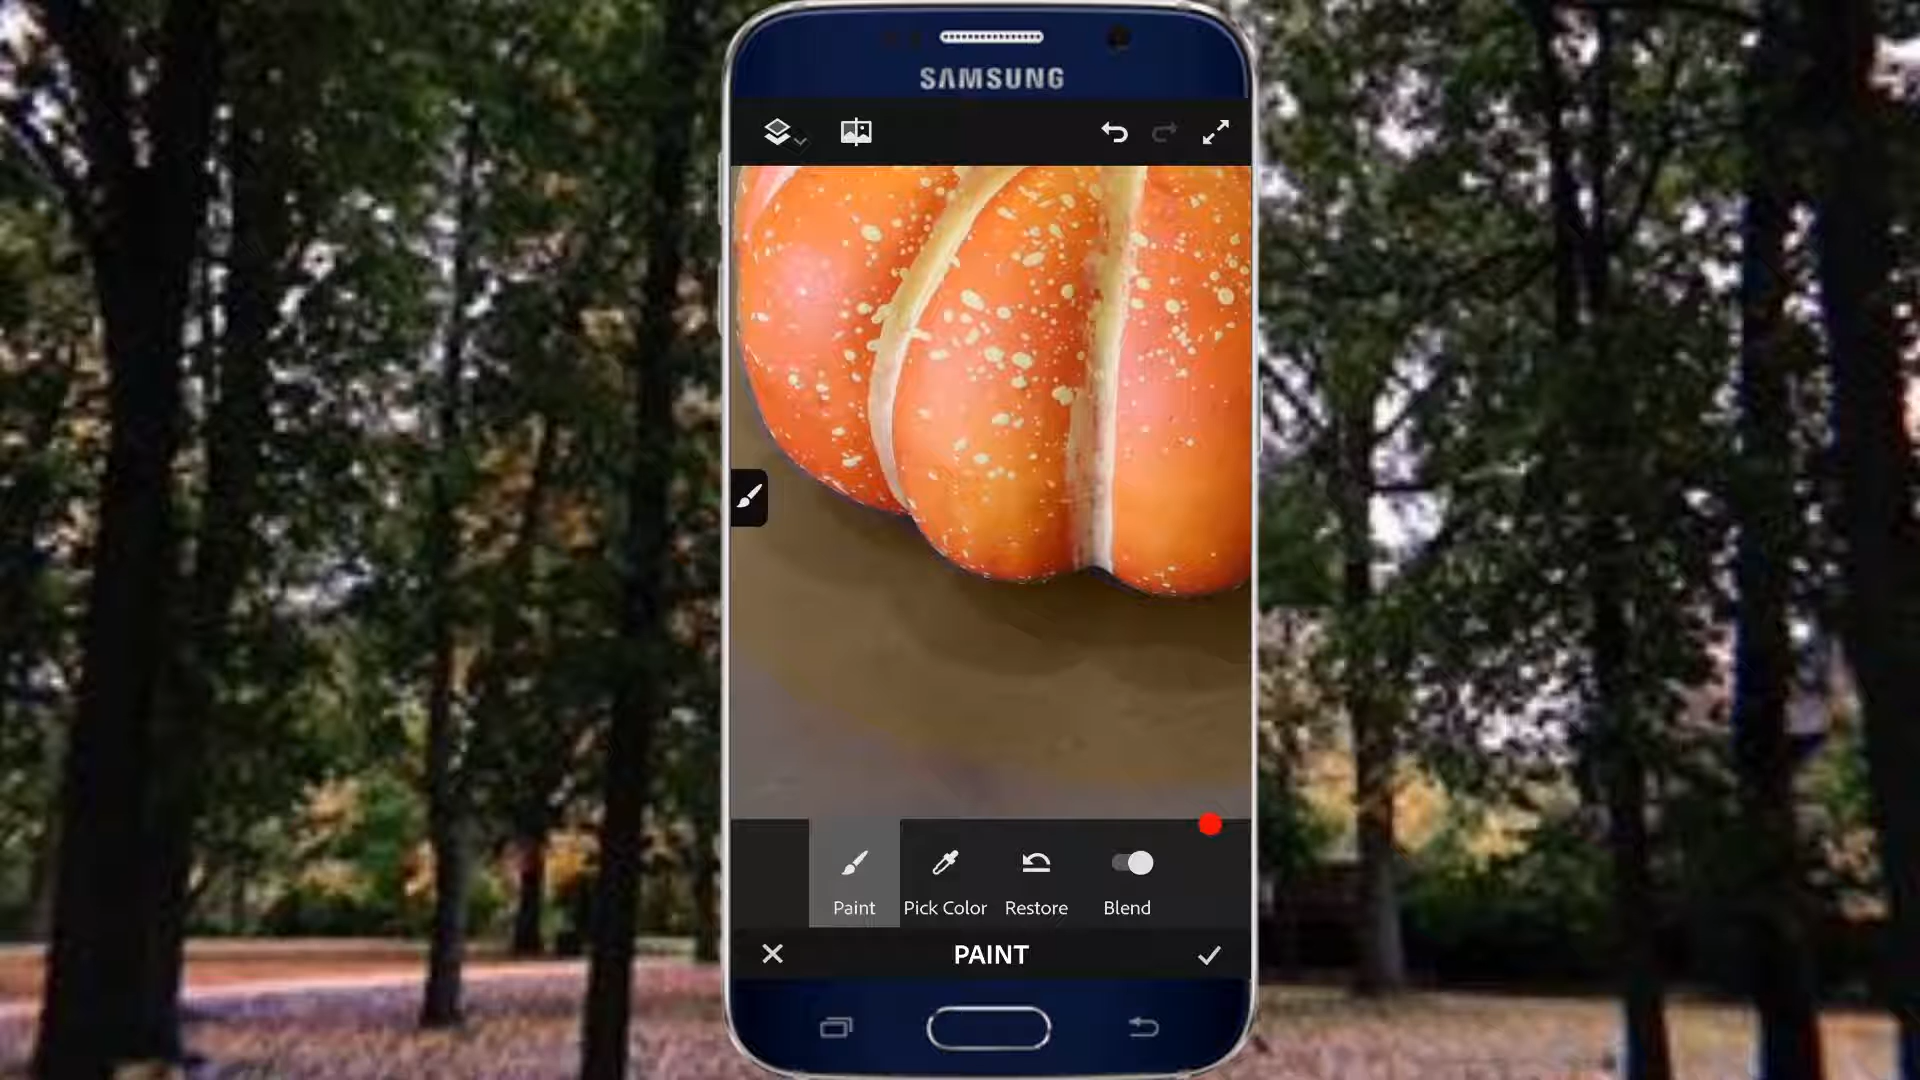 SAMSUNG
Paint
Pick Color
Restore
Blend
PAINT